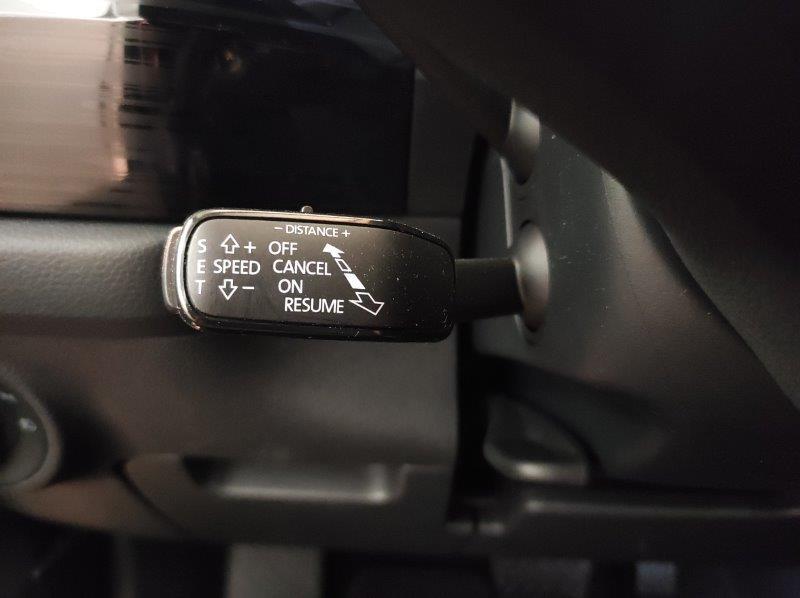 - DISTANCE +
S + OFF
E SPEED CANCEL
T - ON
RESUME